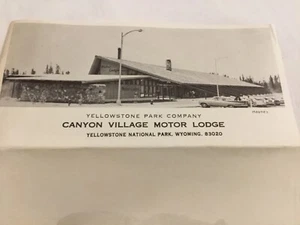 YELLOWSTONE PARK COMPANY
CANYON VILLAGE MOTOR LODGE
YELLOWSTONE NATIONAL PARK, WYOMING. 83020